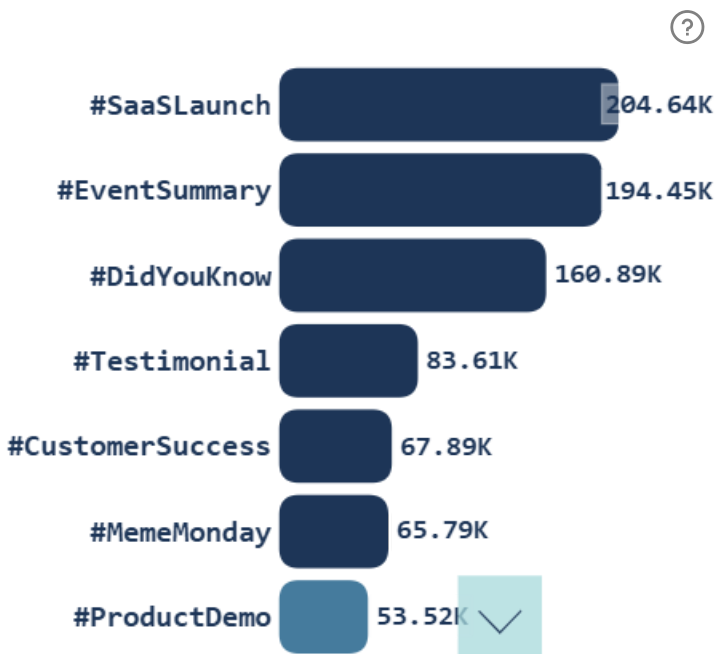 ?
#SaaSLaunch 204.64K
#EventSummary 194.45K
#DidYouKnow 160.89K
#Testimonial 83.61K
#CustomerSuccess 67.89K
#MemeMonday 65.79K
#ProductDemo 53.52K